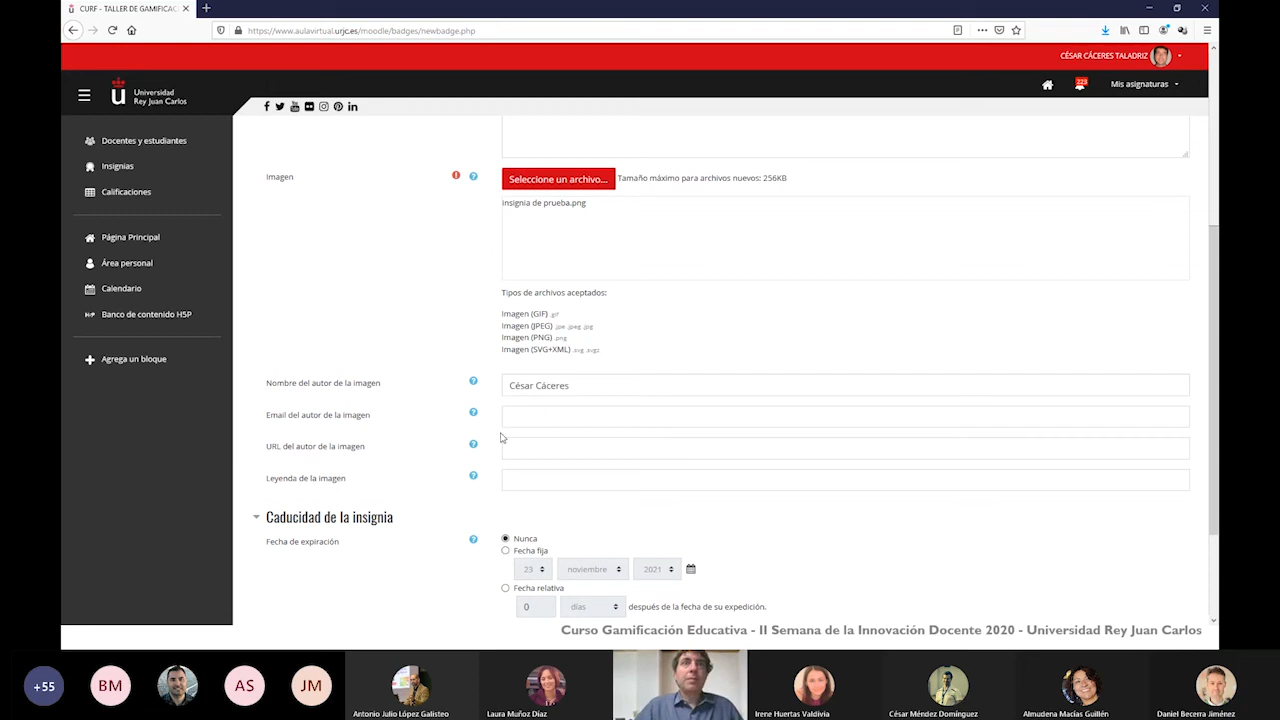 CURF - TALLER DE GAMIFICAC
https://www.aulavirtual.urjc.es/moodle/badges/newbadge.php
CÉSAR CÁCERES TALADRIZ
Universidad
Rey Juan Carlos
223
Mis asignaturas
Docentes y estudiantes
Insignias
Calificaciones
Página Principal
Área personal
Calendario
H-P Banco de contenido H5P
Agrega un bloque
Imagen
Seleccione un archivo...
Tamaño máximo para archivos nuevos: 256KB
insignia de prueba.png
Tipos de archivos aceptados:
Imagen (GIF) .gif
Imagen (JPEG) .jpe .jpeg .jpg
Imagen (PNG) .png
Imagen (SVG+XML) .svg .svgz
Nombre del autor de la imagen
César Cáceres
Email del autor de la imagen
URL del autor de la imagen
Leyenda de la imagen
Caducidad de la insignia
Fecha de expiración
Nunca
Fecha fija
23 noviembre 2021
Fecha relativa
0 días después de la fecha de su expedición.
Curso Gamificación Educativa - II Semana de la Innovación Docente 2020 - Universidad Rey Juan Carlos
+55
BM
AS
JM
Antonio Julio López Galisteo
Laura Muñoz Díaz
Irene Huertas Valdivia
César Méndez Domínguez
Almudena Macías Guillén
Daniel Becerra Jiménez